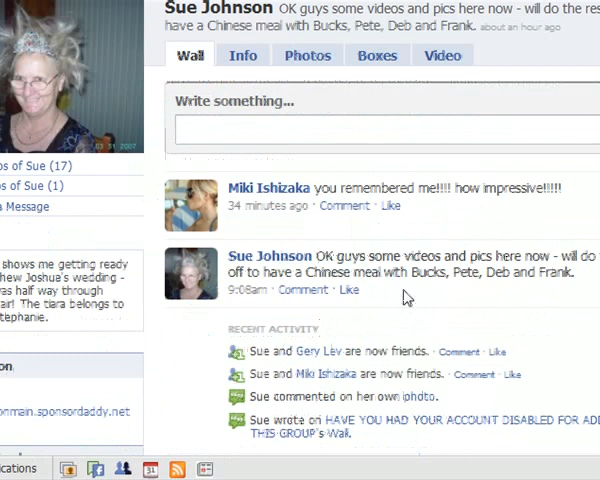 Sue Johnson OK guys some videos and pics here now - will do the res
have a Chinese meal with Bucks, Pete, Deb and Frank. about an hour ago
Wall Info Photos Boxes Video
Write something...
os of Sue (17)
os of Sue (1)
a Message
Miki Ishizaka you remembered me!!!! how impressive!!!!!
34 minutes ago · Comment · Like
shows me getting ready
hew Joshua's wedding -
was half way through
air! The tiara belongs to
tephanie.
Sue Johnson OK guys some videos and pics here now - will do
off to have a Chinese meal with Bucks, Pete, Deb and Frank.
9:08am · Comment · Like
RECENT ACTIVITY
Sue and Gery Lev are now friends. · Comment · Like
Sue and Miki Ishizaka are now friends. · Comment · Like
Sue commented on her own photo.
Sue wrote on HAVE YOU HAD YOUR ACCOUNT DISABLED FOR ADD
THIS GROUP's Wall.
on
onmain.sponsordaddy.net
ications
31